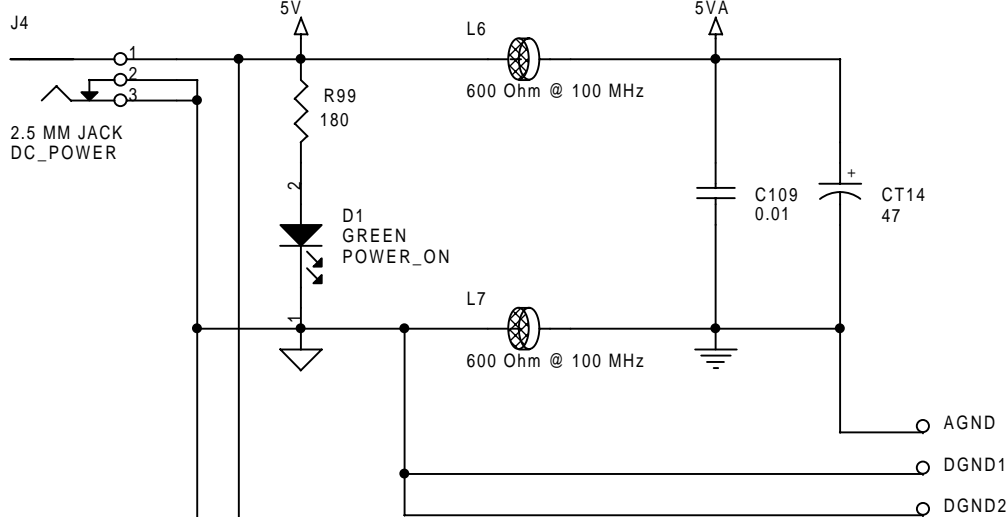 5V
5VA
J4
L6
1
2
3
600 Ohm @ 100 MHz
R99
180
2.5 MM JACK
DC_POWER
2
+
C109
0.01
CT14
47
D1
GREEN
POWER_ON
L7
1
600 Ohm @ 100 MHz
AGND
DGND1
DGND2